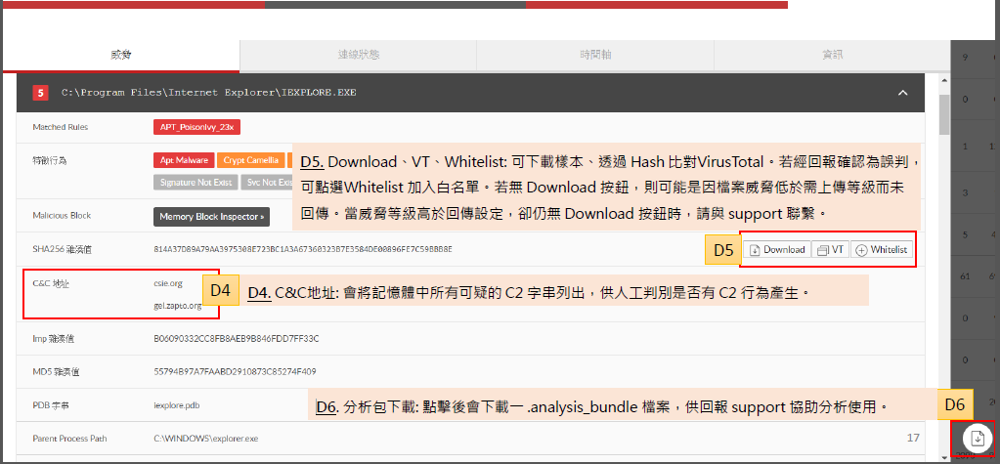 威脅
連線狀態
時間軸
資訊
5 C:\Program Files\Internet Explorer\IEXPLORE.EXE
Matched Rules APT_PoisonIvy_23x
特徵行為 Apt Malware Crypt Camellia
Signature Not Exist Svc Not Exis
D5. Download、VT、Whitelist: 可下載樣本、透過 Hash 比對VirusTotal。若經回報確認為誤判，
可點選Whitelist 加入白名單。若無 Download 按鈕，則可能是因檔案威脅低於需上傳等級而未
回傳。當威脅等級高於回傳設定，卻仍無 Download 按鈕時，請與 support 聯繫。
Malicious Block Memory Block Inspector »
SHA256 雜湊值 814A37D89A79AA3975308E723BC1A3A67360323B7E3584DE00896FE7C59BBB8E
D5 Download VT Whitelist
C&C 地址 csie.org
gel.zapto.org
D4 D4. C&C地址: 會將記憶體中所有可疑的 C2 字串列出，供人工判別是否有 C2 行為產生。
Imp 雜湊值 B06090332CC8FB8AEB9B846FDD7FF33C
MD5 雜湊值 55794B97A7FAABD2910873C85274F409
PDB 字串 iexplore.pdb
D6. 分析包下載: 點擊後會下載一 .analysis_bundle 檔案，供回報 support 協助分析使用。 D6
Parent Process Path C:\WINDOWS\explorer.exe
17